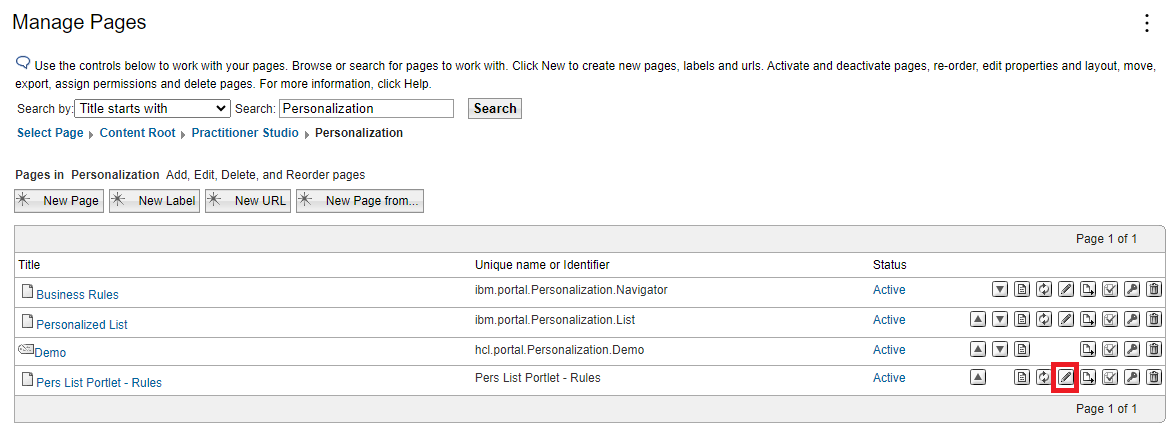 Manage Pages
Use the controls below to work with your pages. Browse or search for pages to work with. Click New to create new pages, labels and urls. Activate and deactivate pages, re-order, edit properties and layout, move,
export, assign permissions and delete pages. For more information, click Help.
Search by: Title starts with Search: Personalization Search
Select Page Content Root Practitioner Studio Personalization
Pages in Personalization Add, Edit, Delete, and Reorder pages
New Page New Label New URL New Page from...
Page 1 of 1
Title Unique name or Identifier Status
Business Rules ibm.portal.Personalization.Navigator Active
Personalized List ibm.portal.Personalization.List Active
Demo hcl.portal.Personalization.Demo Active
Pers List Portlet - Rules Pers List Portlet - Rules Active
Page 1 of 1